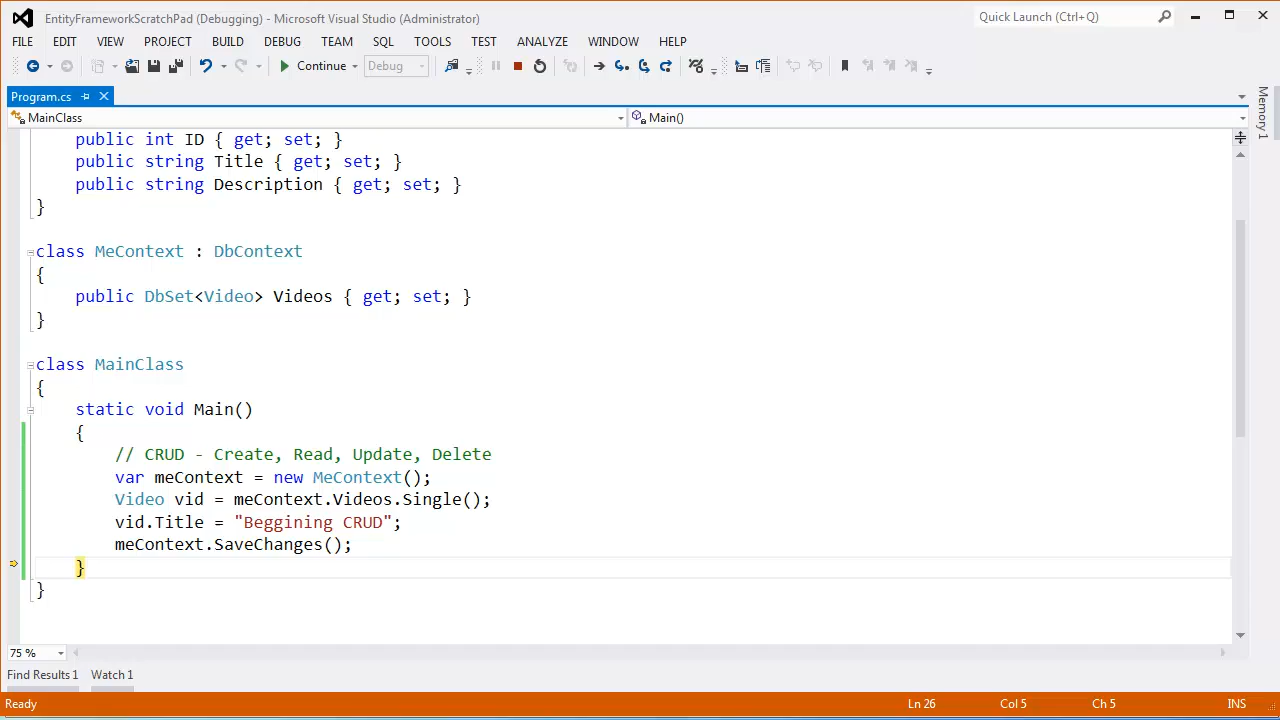 EntityFrameworkScratchPad (Debugging) - Microsoft Visual Studio (Administrator)
Quick Launch (Ctrl+Q)
FILE EDIT VIEW PROJECT BUILD DEBUG TEAM SQL TOOLS TEST ANALYZE WINDOW HELP
Continue Debug
Program.cs
MainClass Main()
Memory 1
public int ID { get; set; }
public string Title { get; set; }
public string Description { get; set; }
}
class MeContext : DbContext
{
public DbSet<Video> Videos { get; set; }
}
class MainClass
{
static void Main()
{
// CRUD - Create, Read, Update, Delete
var meContext = new MeContext();
Video vid = meContext.Videos.Single();
vid.Title = "Beggining CRUD";
meContext.SaveChanges();
}
}
75 %
Find Results 1 Watch 1
Ready Ln 26 Col 5 Ch 5 INS